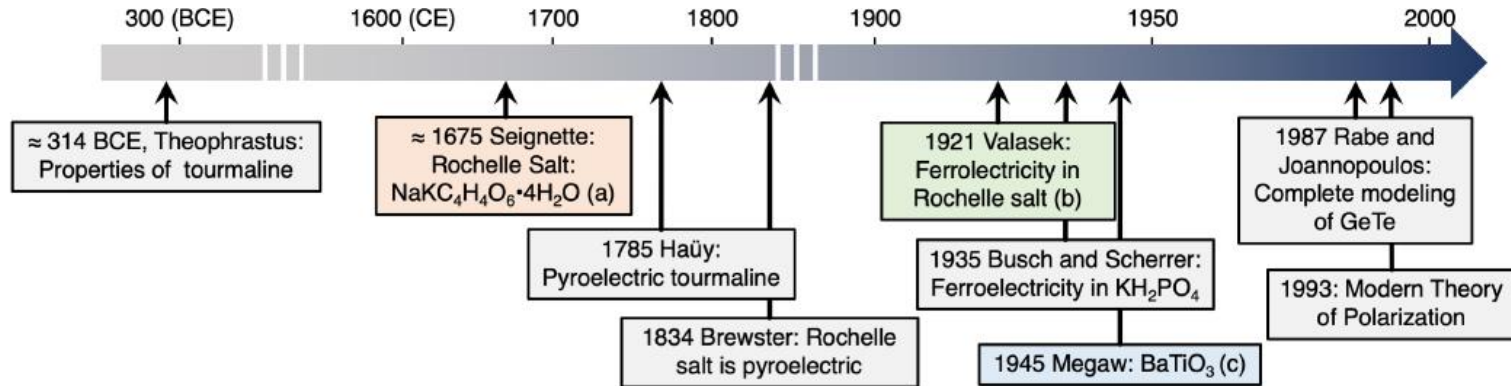 300 (BCE)
1600 (CE)
1700
1800
1900
1950
2000
≈ 314 BCE, Theophrastus:
Properties of tourmaline
≈ 1675 Seignette:
Rochelle Salt:
NaKC₄H₄O₆•4H₂O (a)
1785 Haüy:
Pyroelectric tourmaline
1834 Brewster: Rochelle
salt is pyroelectric
1921 Valasek:
Ferrolectricity in
Rochelle salt (b)
1935 Busch and Scherrer:
Ferroelectricity in KH₂PO₄
1945 Megaw: BaTiO₃ (c)
1987 Rabe and
Joannopoulos:
Complete modeling
of GeTe
1993: Modern Theory
of Polarization